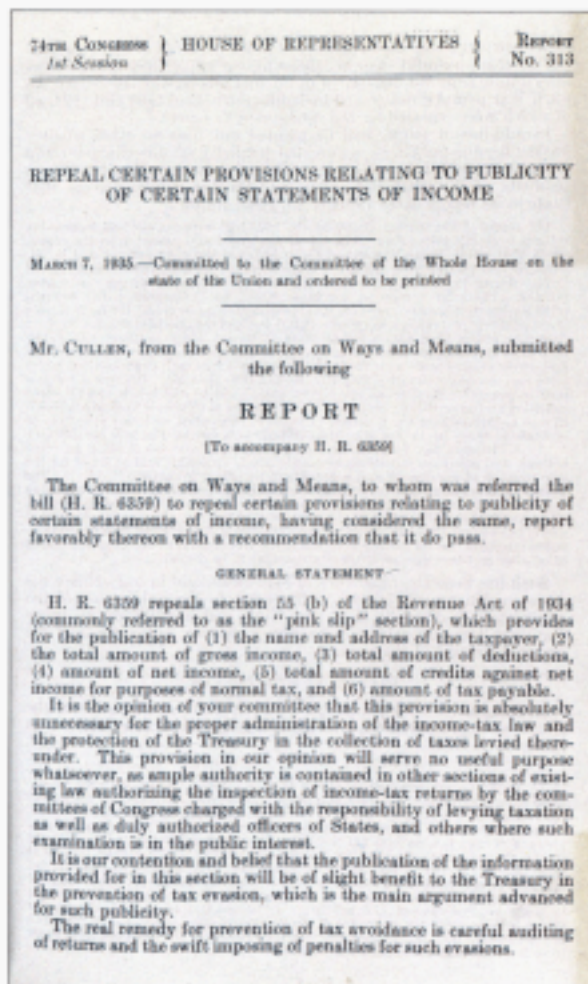 74TH CONGRESS } HOUSE OF REPRESENTATIVES { REPORT
1st Session } { No. 313
REPEAL CERTAIN PROVISIONS RELATING TO PUBLICITY
OF CERTAIN STATEMENTS OF INCOME
MARCH 7, 1935.—Committed to the Committee of the Whole House on the
state of the Union and ordered to be printed
Mr. CULLEN, from the Committee on Ways and Means, submitted
the following
REPORT
[To accompany H. R. 6359]
The Committee on Ways and Means, to whom was referred the
bill (H. R. 6359) to repeal certain provisions relating to publicity of
certain statements of income, having considered the same, report
favorably thereon with a recommendation that it do pass.
GENERAL STATEMENT
H. R. 6359 repeals section 55 (b) of the Revenue Act of 1934
(commonly referred to as the "pink slip" section), which provides
for the publication of (1) the name and address of the taxpayer, (2)
the total amount of gross income, (3) total amount of deductions,
(4) amount of net income, (5) total amount of credits against net
income for purposes of normal tax, and (6) amount of tax payable.
It is the opinion of your committee that this provision is absolutely
unnecessary for the proper administration of the income-tax law and
the protection of the Treasury in the collection of taxes levied there-
under. This provision in our opinion will serve no useful purpose
whatsoever, as ample authority is contained in other sections of exist-
ing law authorizing the inspection of income-tax returns by the com-
mittees of Congress charged with the responsibility of levying taxation
as well as duly authorized officers of States, and others where such
examination is in the public interest.
It is our contention and belief that the publication of the information
provided for in this section will be of slight benefit to the Treasury in
the prevention of tax evasion, which is the main argument advanced
for such publicity.
The real remedy for prevention of tax avoidance is careful auditing
of returns and the swift imposing of penalties for such evasions.